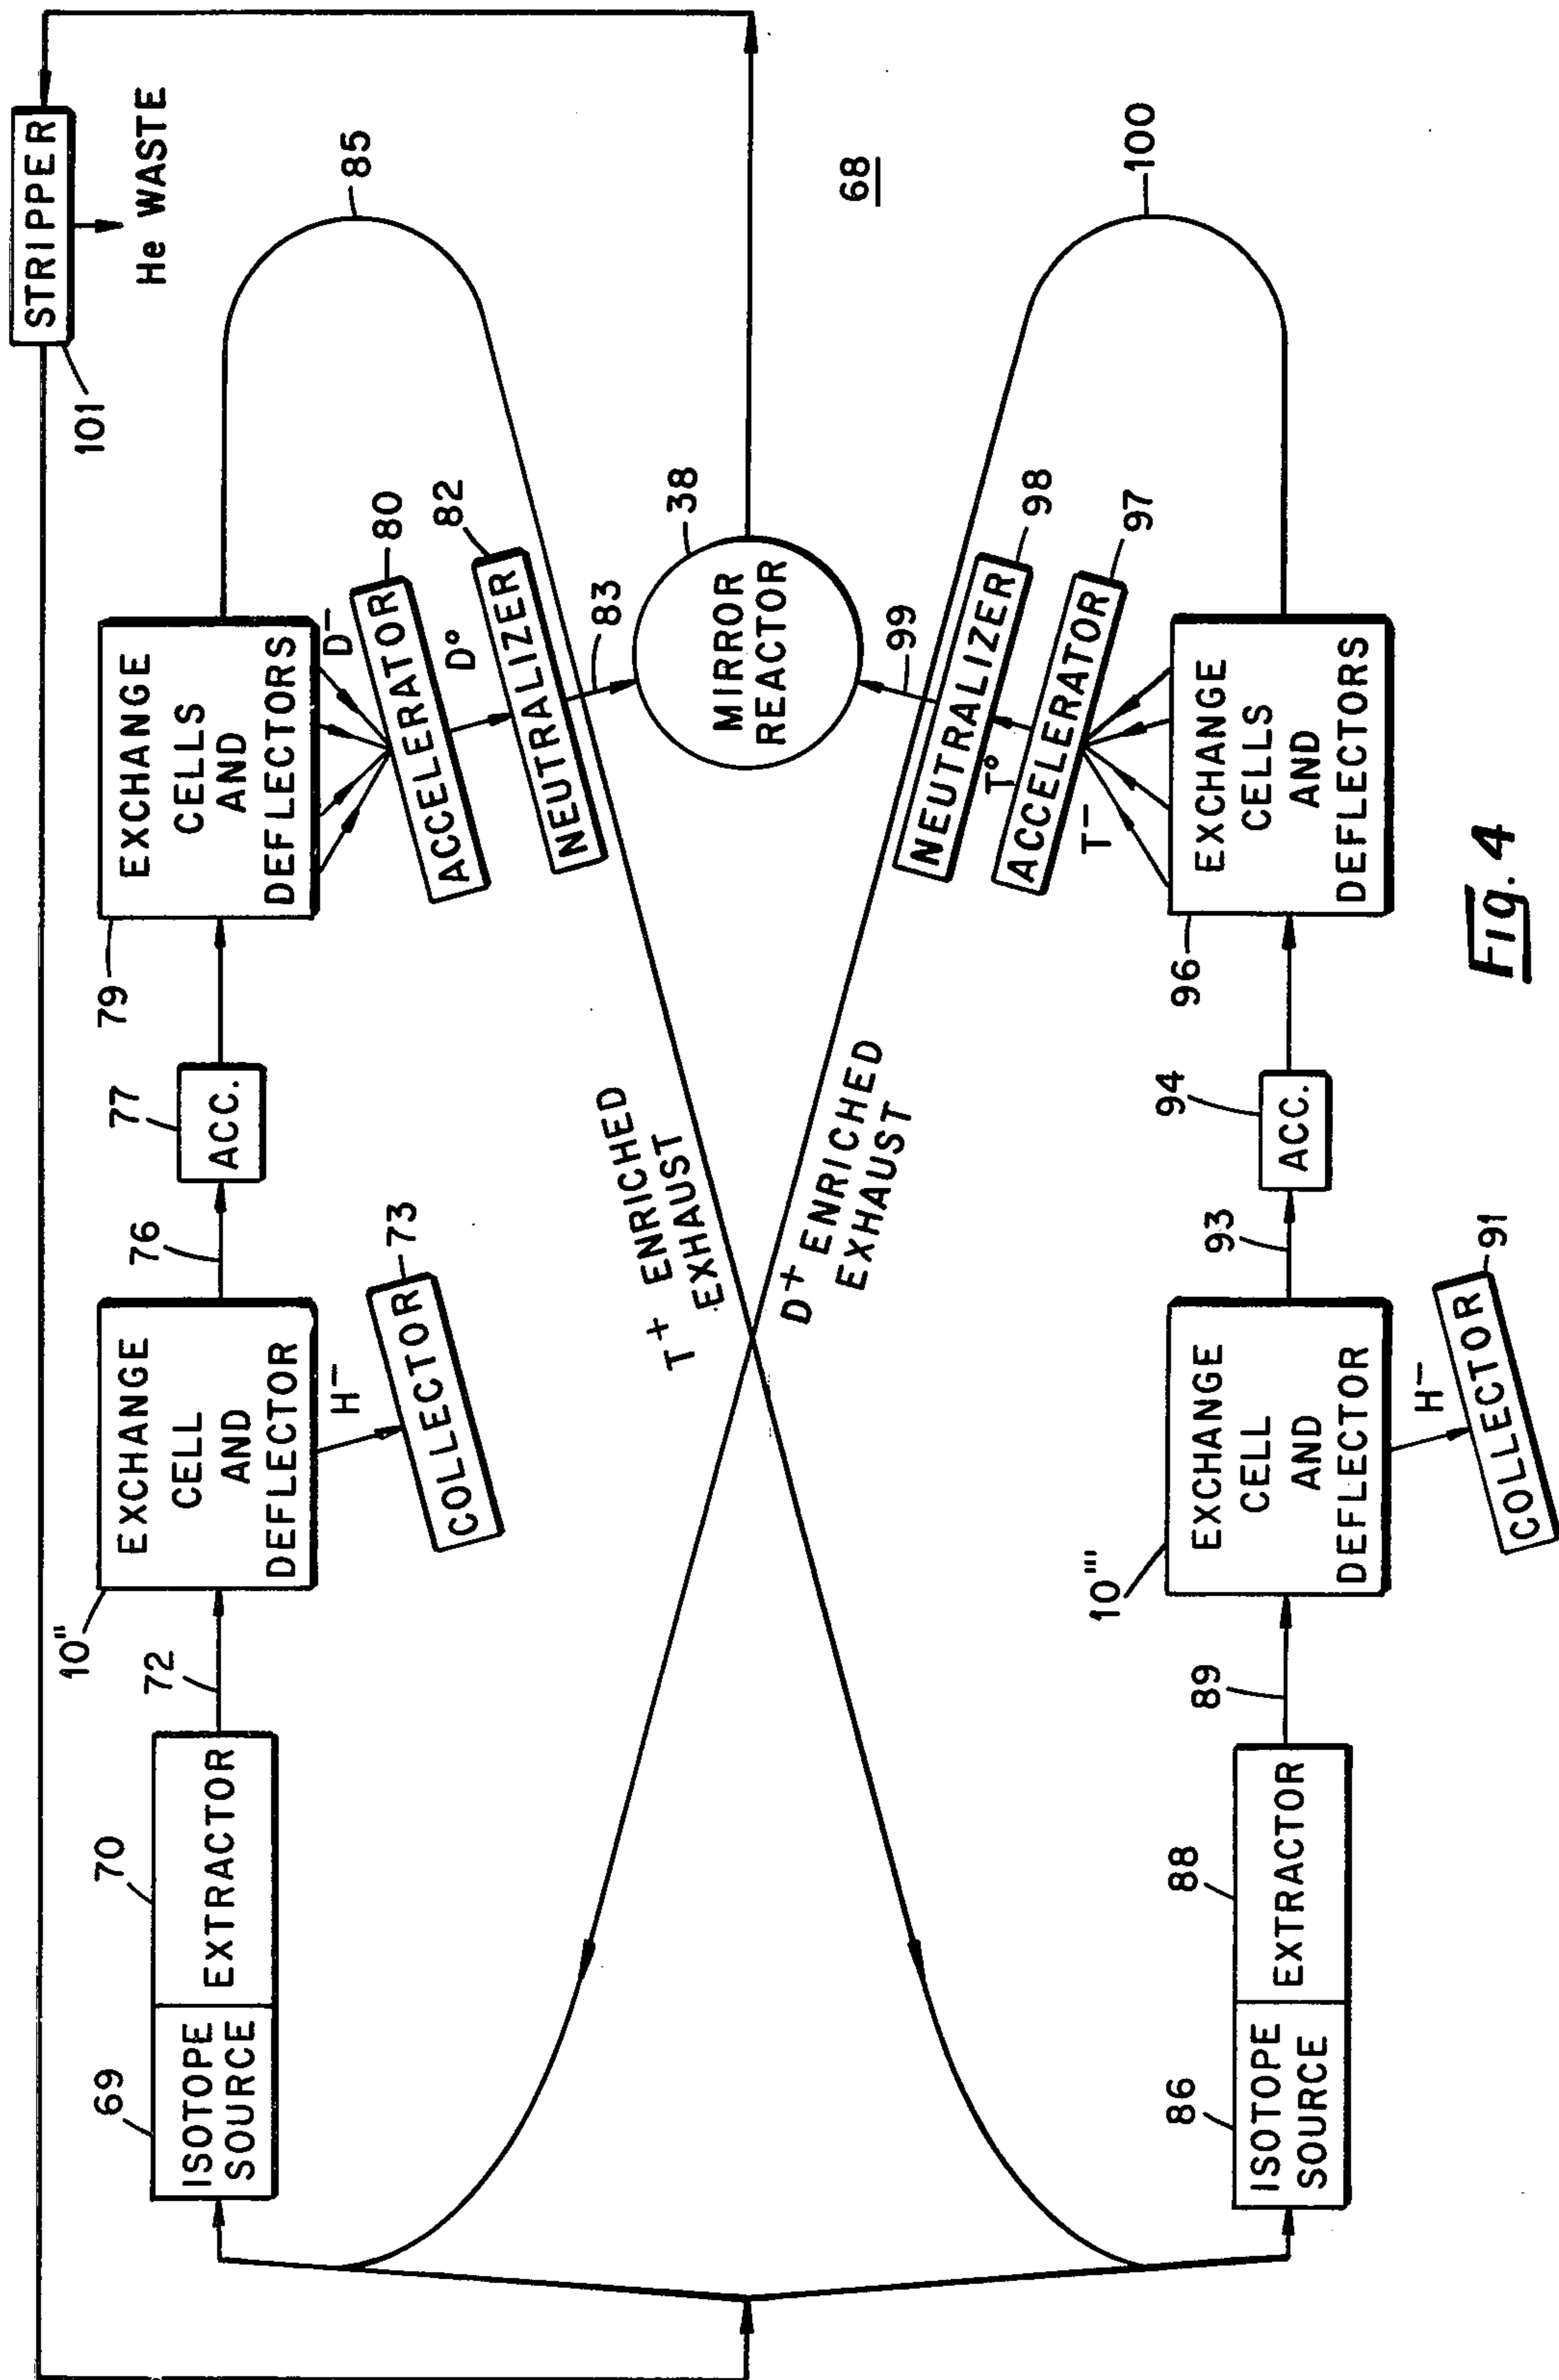 STRIPPER
101
He WASTE
69
ISOTOPE
SOURCE
70
EXTRACTOR
72
10"
EXCHANGE
CELL
AND
DEFLECTOR
H⁻
COLLECTOR
73
76
77
ACC.
79
EXCHANGE
CELLS
AND
DEFLECTORS
D⁻
ACCELERATOR
80
D°
NEUTRALIZER
82
83
85
T⁺ ENRICHED
EXHAUST
D⁺ ENRICHED
EXHAUST
MIRROR
REACTOR
38
68
99
NEUTRALIZER
98
T°
ACCELERATOR
97
T⁻
100
86
ISOTOPE
SOURCE
88
EXTRACTOR
89
10'''
EXCHANGE
CELL
AND
DEFLECTOR
H⁻
COLLECTOR
91
93
94
ACC.
96
EXCHANGE
CELLS
AND
DEFLECTORS
Fig. 4